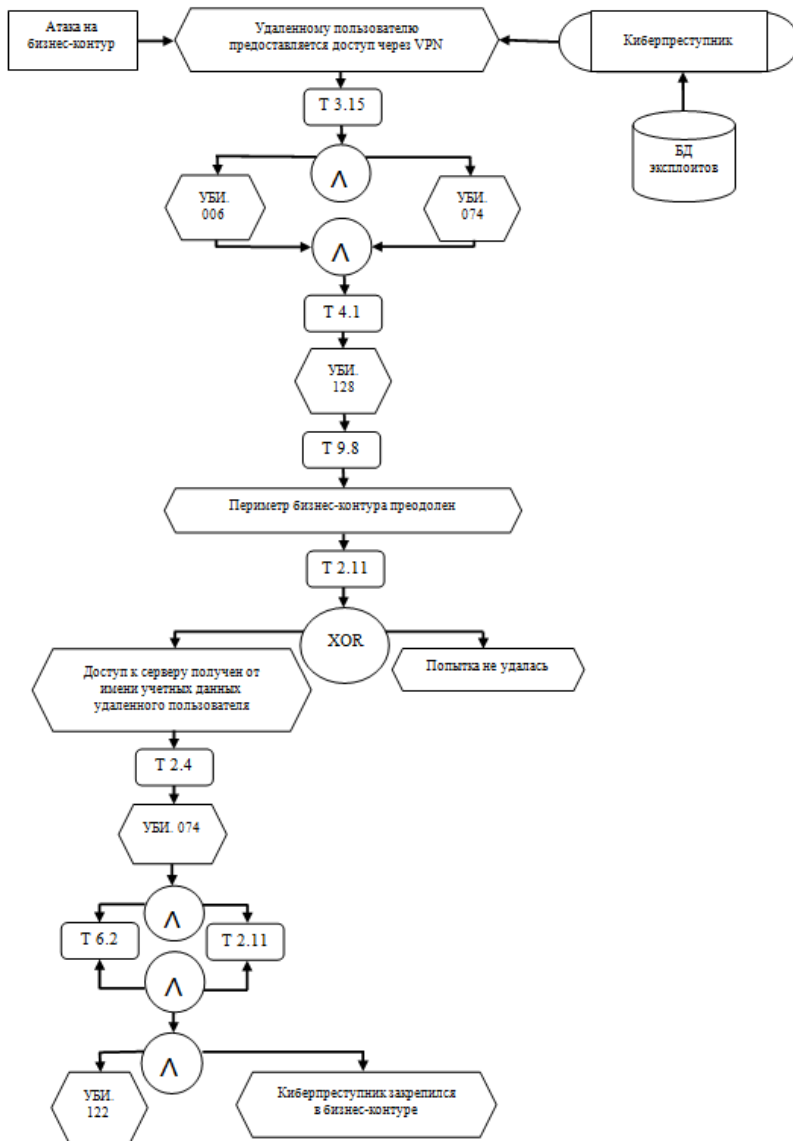 Атака на
бизнес-контур
Удаленному пользователю
предоставляется доступ через VPN
Киберпреступник
БД
эксплоитов
Т 3.15
Λ
УБИ.
006
УБИ.
074
Λ
Т 4.1
УБИ.
128
Т 9.8
Периметр бизнес-контура преодолен
Т 2.11
XOR
Доступ к серверу получен от
имени учетных данных
удаленного пользователя
Попытка не удалась
Т 2.4
УБИ. 074
Λ
Т 6.2
Т 2.11
Λ
Λ
УБИ.
122
Киберпреступник закрепился
в бизнес-контуре